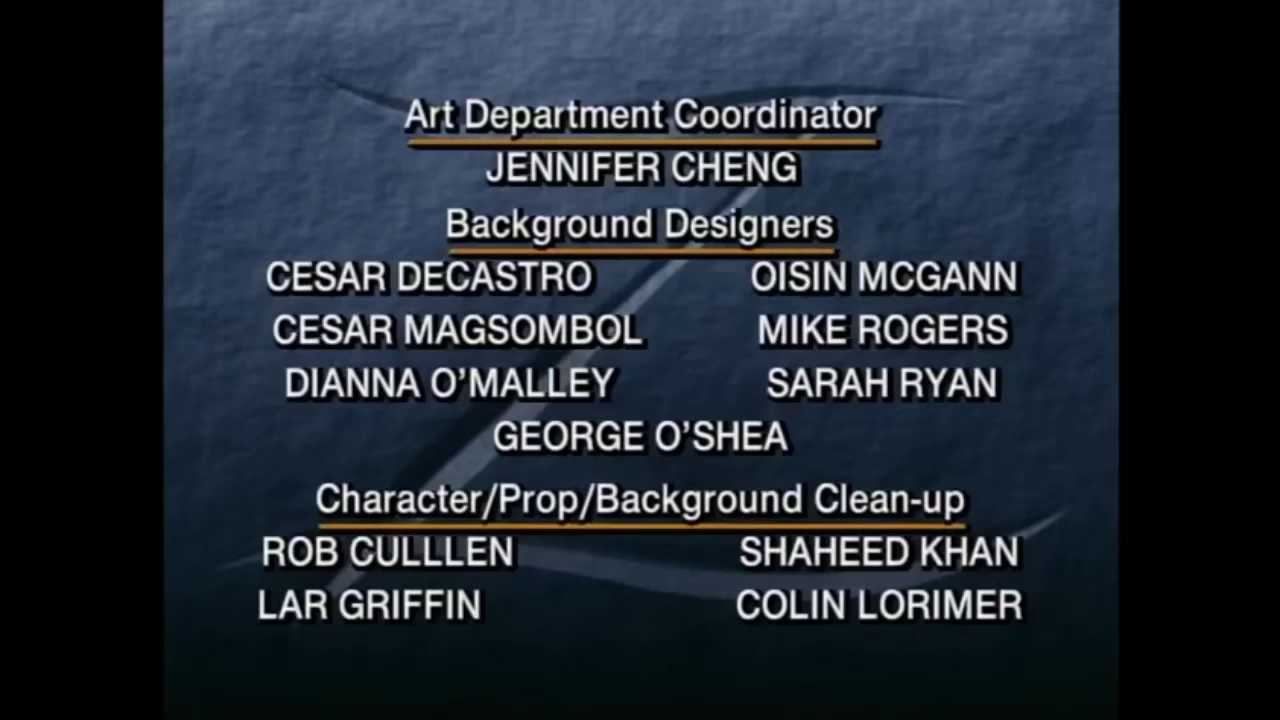 Art Department Coordinator
JENNIFER CHENG
Background Designers
CESAR DECASTRO OISIN MCGANN
CESAR MAGSOMBOL MIKE ROGERS
DIANNA O'MALLEY SARAH RYAN
GEORGE O'SHEA
Character/Prop/Background Clean-up
ROB CULLLEN SHAHEED KHAN
LAR GRIFFIN COLIN LORIMER